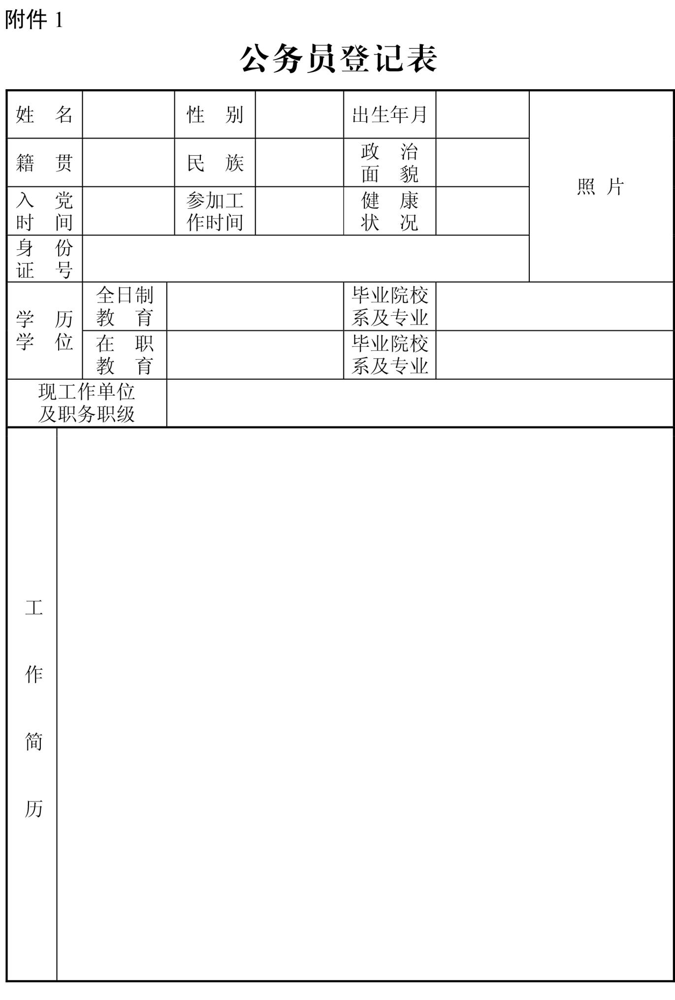 附件 1
公务员登记表
姓 名 性 别 出生年月
籍 贯 民 族 政 治
面 貌
照 片
入 党
时 间
参加工
作时间
健 康
状 况
身 份
证 号
学 历
学 位
全日制
教 育
毕业院校
系及专业
在 职
教 育
毕业院校
系及专业
现工作单位
及职务职级
工
作
简
历